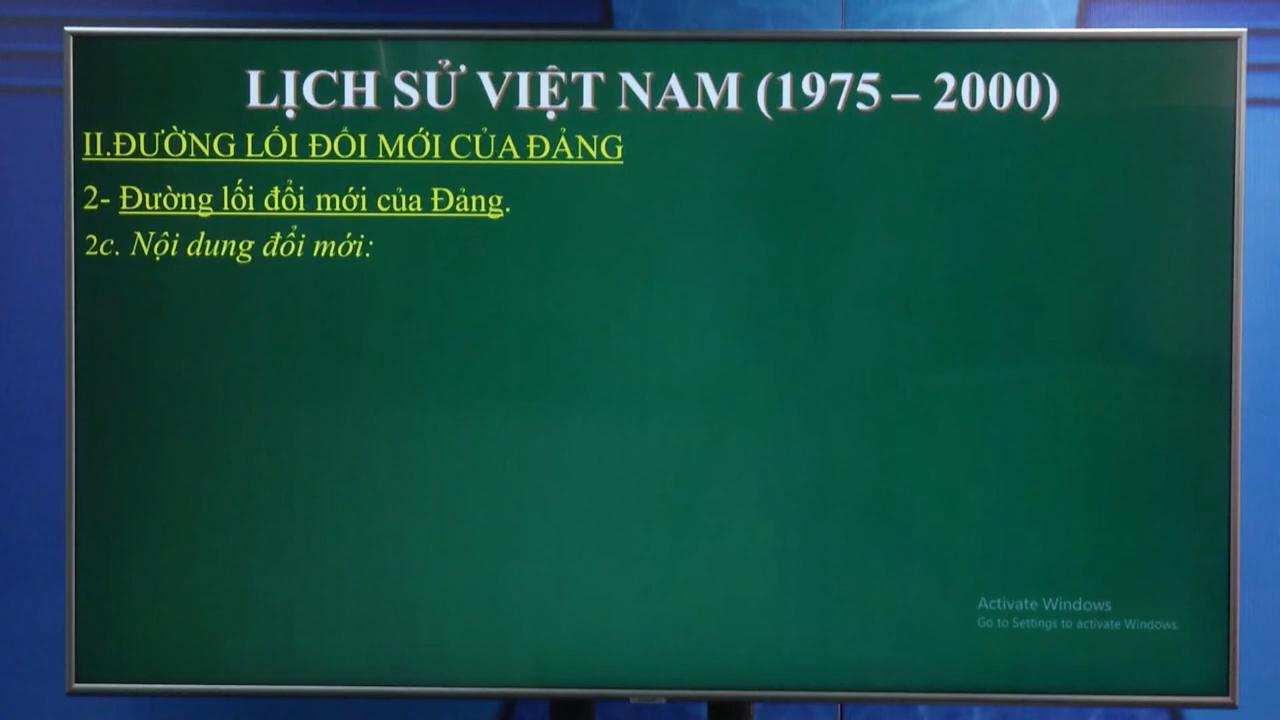 LỊCH SỬ VIỆT NAM (1975 – 2000)
II.ĐƯỜNG LỐI ĐỔI MỚI CỦA ĐẢNG
2- Đường lối đổi mới của Đảng.
2c. Nội dung đổi mới:
Activate Windows
Go to Settings to activate Windows.